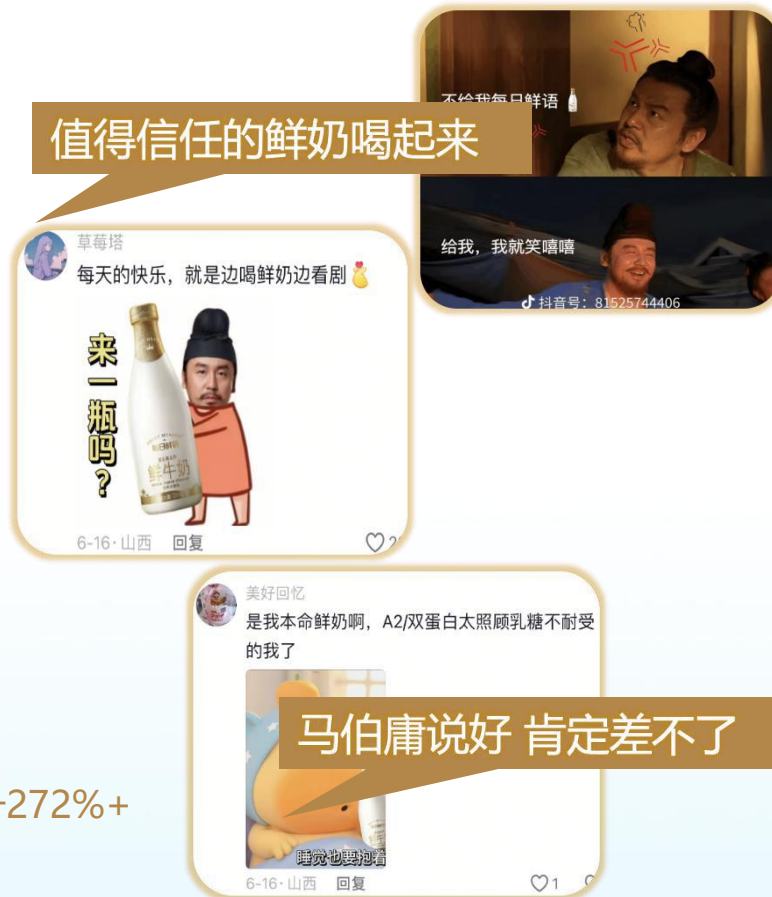 不给我每日鲜语
值得信任的鲜奶喝起来
给我，我就笑嘻嘻
抖音号：81525744406
草莓塔
每天的快乐，就是边喝鲜奶边看剧
来一瓶吗？
每日鲜语
鲜牛奶
6-16·山西 回复
美好回忆
是我本命鲜奶啊，A2/双蛋白太照顾乳糖不耐受
的我了
马伯庸说好 肯定差不了
272%+
睡觉也要抱着
6-16·山西 回复 1